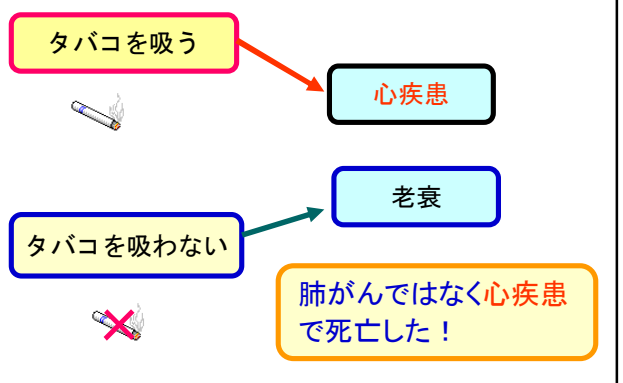 タバコを吸う
心疾患
老衰
タバコを吸わない
肺がんではなく心疾患
で死亡した！